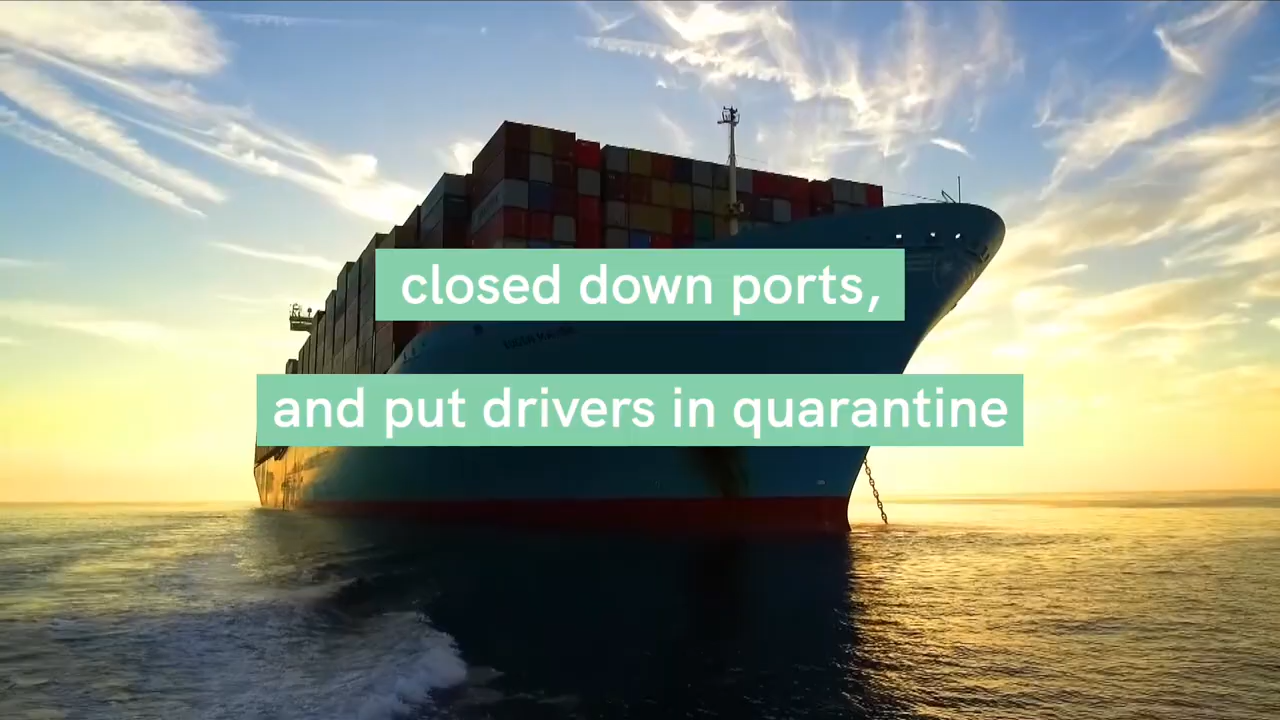 closed down ports,
and put drivers in quarantine